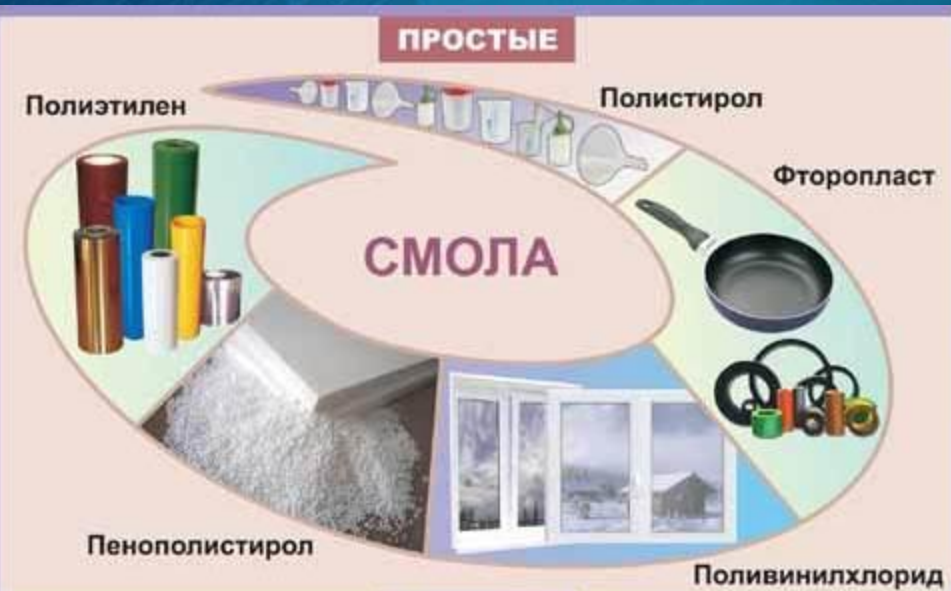 ПРОСТЫЕ
Полиэтилен
Полистирол
Фторопласт
СМОЛА
Пенополистирол
Поливинилхлорид